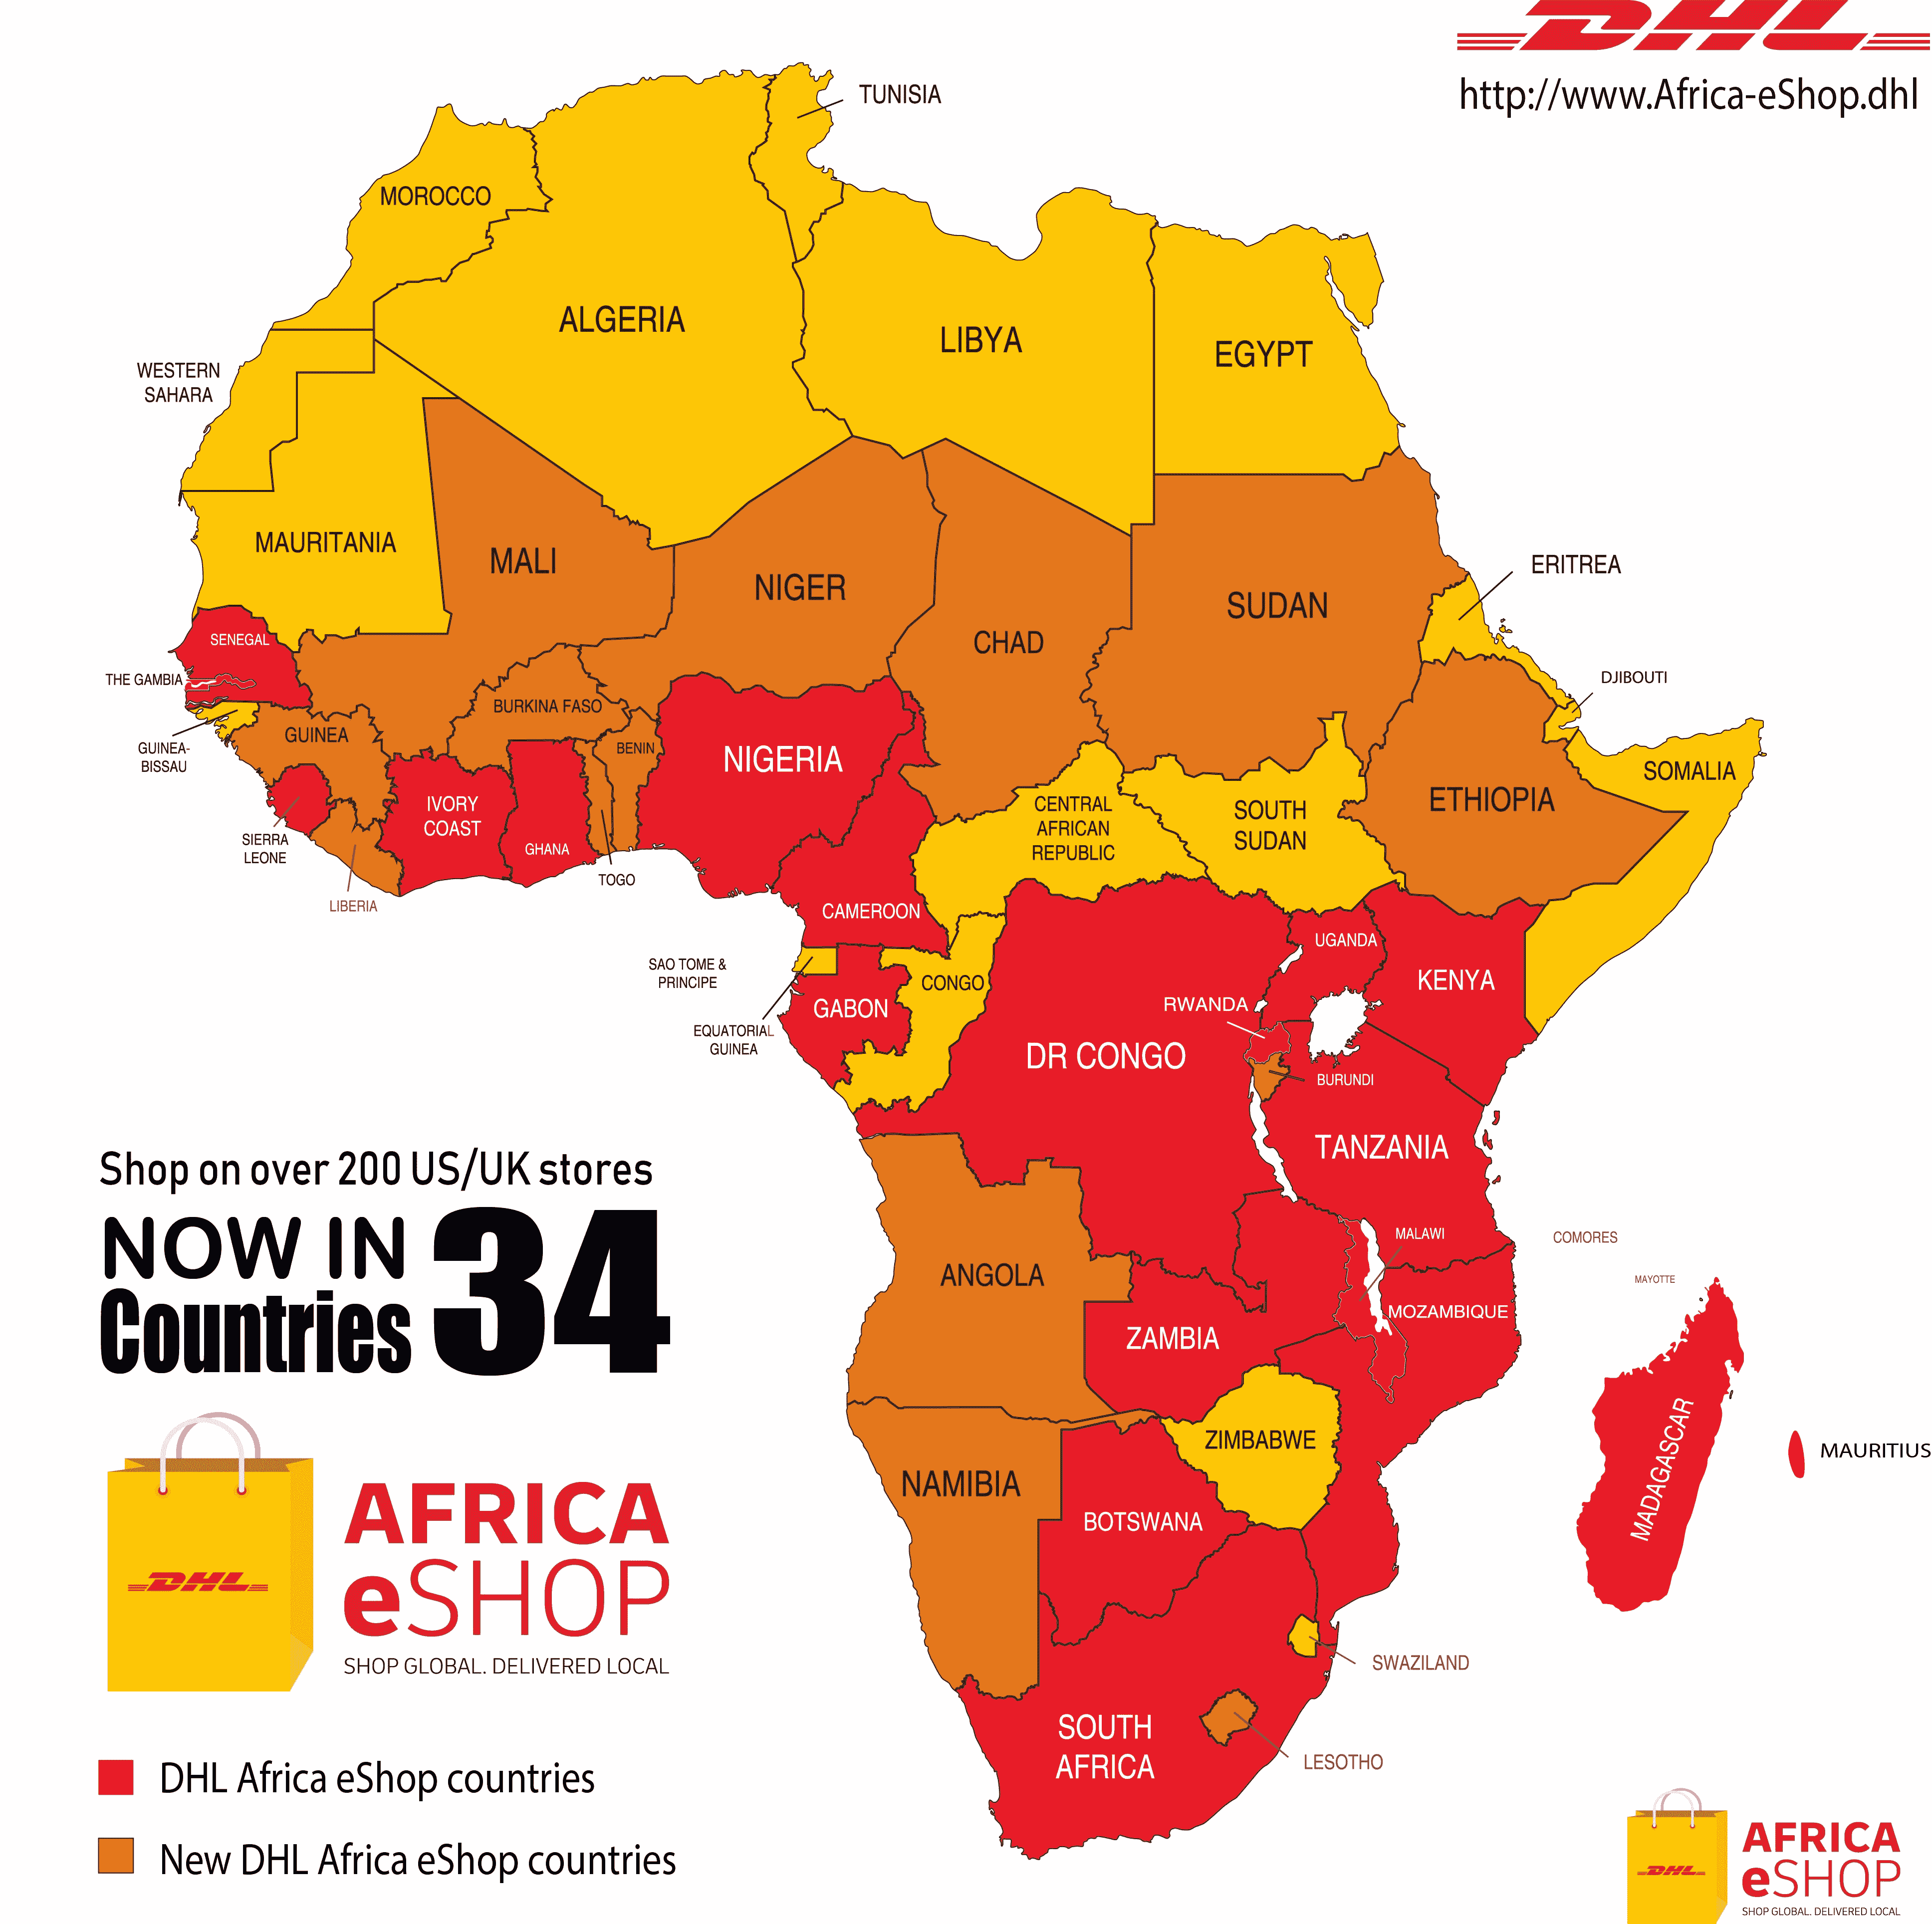 DHL
http://www.Africa-eShop.dhl
TUNISIA
MOROCCO
ALGERIA
LIBYA
EGYPT
WESTERN
SAHARA
MAURITANIA
MALI
NIGER
CHAD
SUDAN
ERITREA
SENEGAL
THE GAMBIA
DJIBOUTI
GUINEA-
BISSAU
GUINEA
BURKINA FASO
BENIN
NIGERIA
SOMALIA
ETHIOPIA
SIERRA
LEONE
IVORY
COAST
GHANA
TOGO
LIBERIA
CENTRAL
AFRICAN
REPUBLIC
SOUTH
SUDAN
CAMEROON
UGANDA
KENYA
SAO TOME &
PRINCIPE
CONGO
GABON
RWANDA
EQUATORIAL
GUINEA
DR CONGO
BURUNDI
TANZANIA
MALAWI
COMORES
MAYOTTE
ANGOLA
MOZAMBIQUE
ZAMBIA
ZIMBABWE
MADAGASCAR
MAURITIUS
NAMIBIA
BOTSWANA
SWAZILAND
SOUTH
AFRICA
LESOTHO
Shop on over 200 US/UK stores
NOW IN 34
Countries
DHL
AFRICA
eSHOP
SHOP GLOBAL. DELIVERED LOCAL
DHL Africa eShop countries
New DHL Africa eShop countries
DHL
AFRICA
eSHOP
SHOP GLOBAL. DELIVERED LOCAL